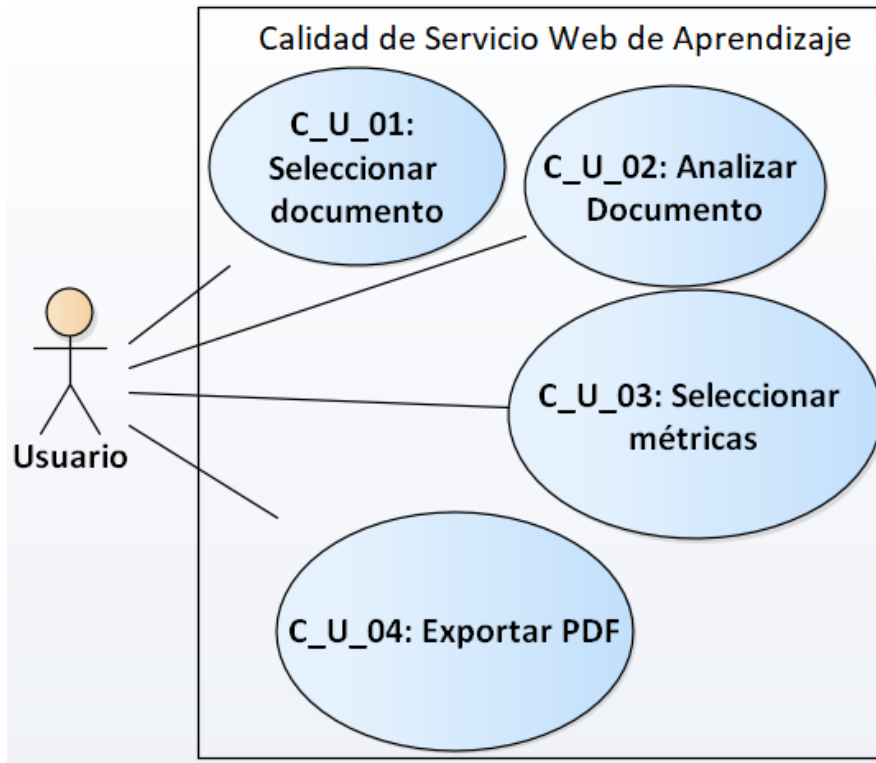 Calidad de Servicio Web de Aprendizaje
C_U_01:
Seleccionar
documento
C_U_02: Analizar
Documento
C_U_03: Seleccionar
métricas
Usuario
C_U_04: Exportar PDF